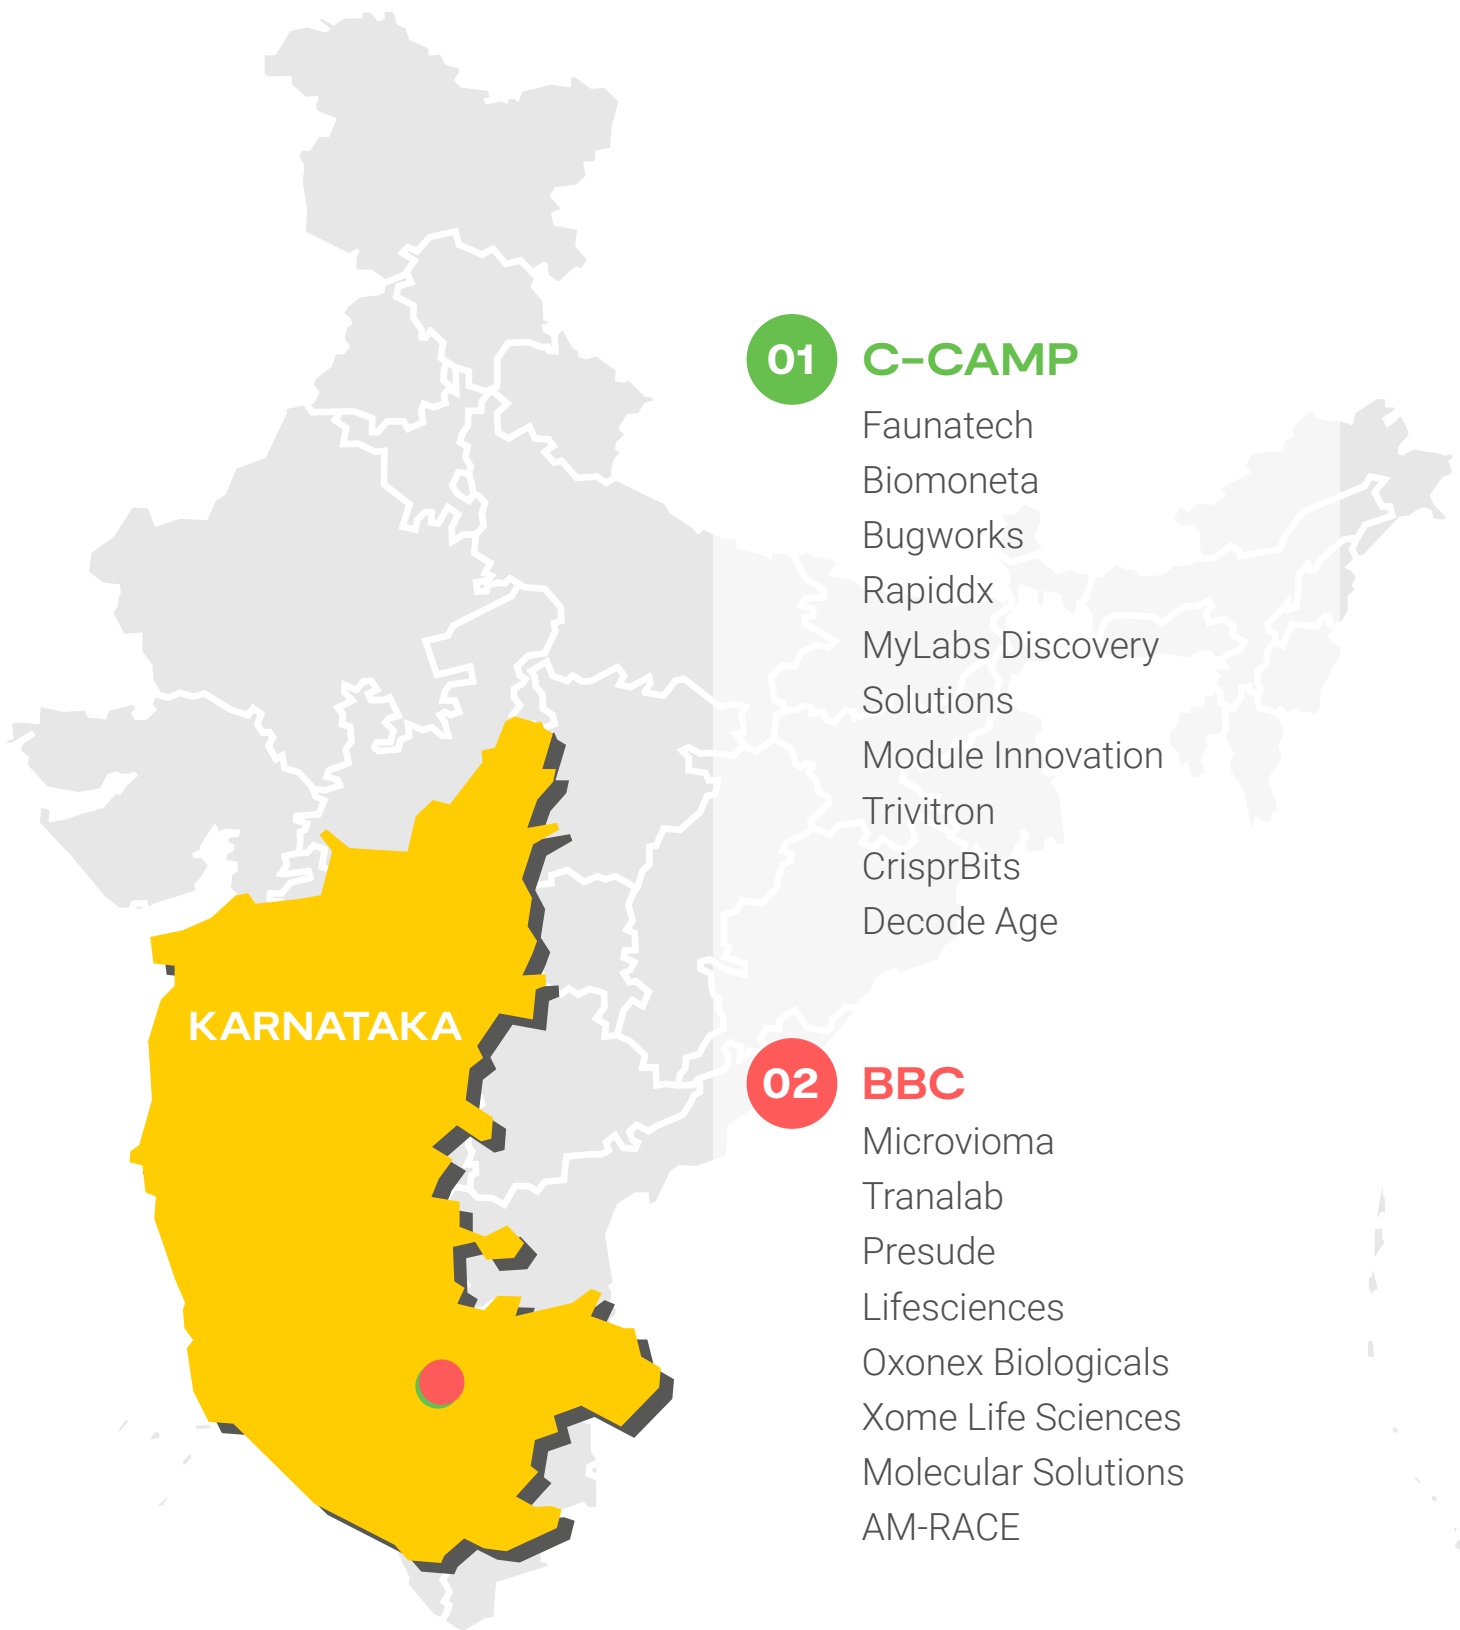 01 C-CAMP
Faunatech
Biomoneta
Bugworks
Rapiddx
MyLabs Discovery
Solutions
Module Innovation
Trivitron
CrisprBits
Decode Age
KARNATAKA
02 BBC
Microvioma
Tranalab
Presude
Lifesciences
Oxonex Biologicals
Xome Life Sciences
Molecular Solutions
AM-RACE